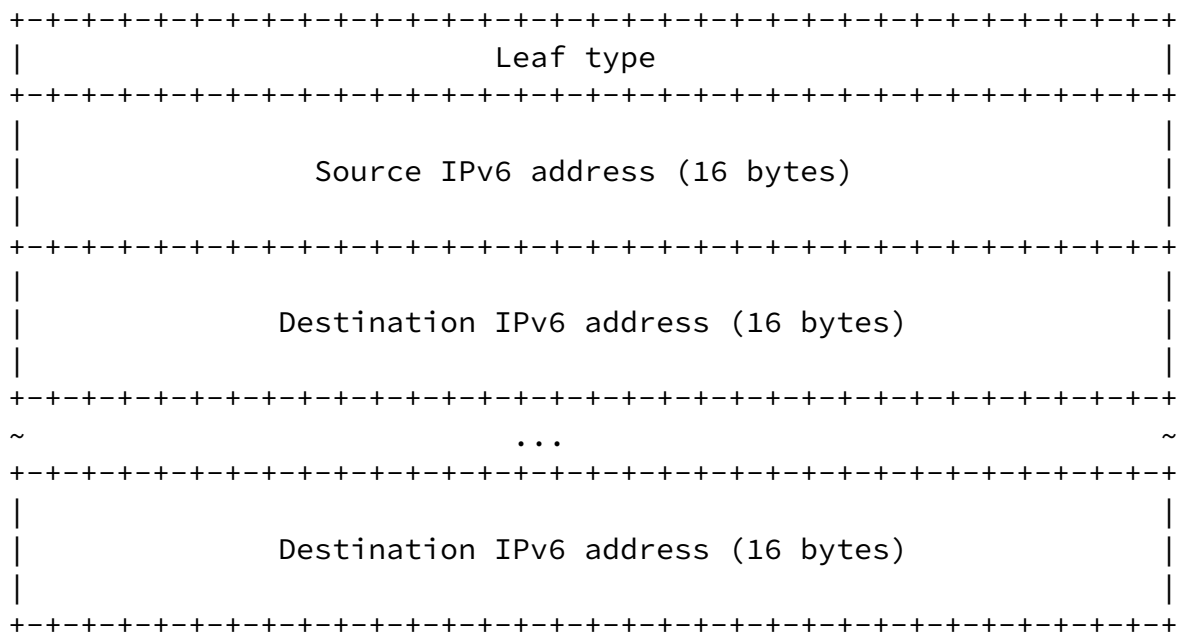 +-+-+-+-+-+-+-+-+-+-+-+-+-+-+-+-+-+-+-+-+-+-+-+-+-+-+-+-+-+-+-+-+
|                          Leaf type                            |
+-+-+-+-+-+-+-+-+-+-+-+-+-+-+-+-+-+-+-+-+-+-+-+-+-+-+-+-+-+-+-+-+
|                                                               |
|                Source IPv6 address (16 bytes)                 |
|                                                               |
+-+-+-+-+-+-+-+-+-+-+-+-+-+-+-+-+-+-+-+-+-+-+-+-+-+-+-+-+-+-+-+-+
|                                                               |
|              Destination IPv6 address (16 bytes)              |
|                                                               |
+-+-+-+-+-+-+-+-+-+-+-+-+-+-+-+-+-+-+-+-+-+-+-+-+-+-+-+-+-+-+-+-+
~                           ...                                 ~
+-+-+-+-+-+-+-+-+-+-+-+-+-+-+-+-+-+-+-+-+-+-+-+-+-+-+-+-+-+-+-+-+
|                                                               |
|              Destination IPv6 address (16 bytes)              |
|                                                               |
+-+-+-+-+-+-+-+-+-+-+-+-+-+-+-+-+-+-+-+-+-+-+-+-+-+-+-+-+-+-+-+-+